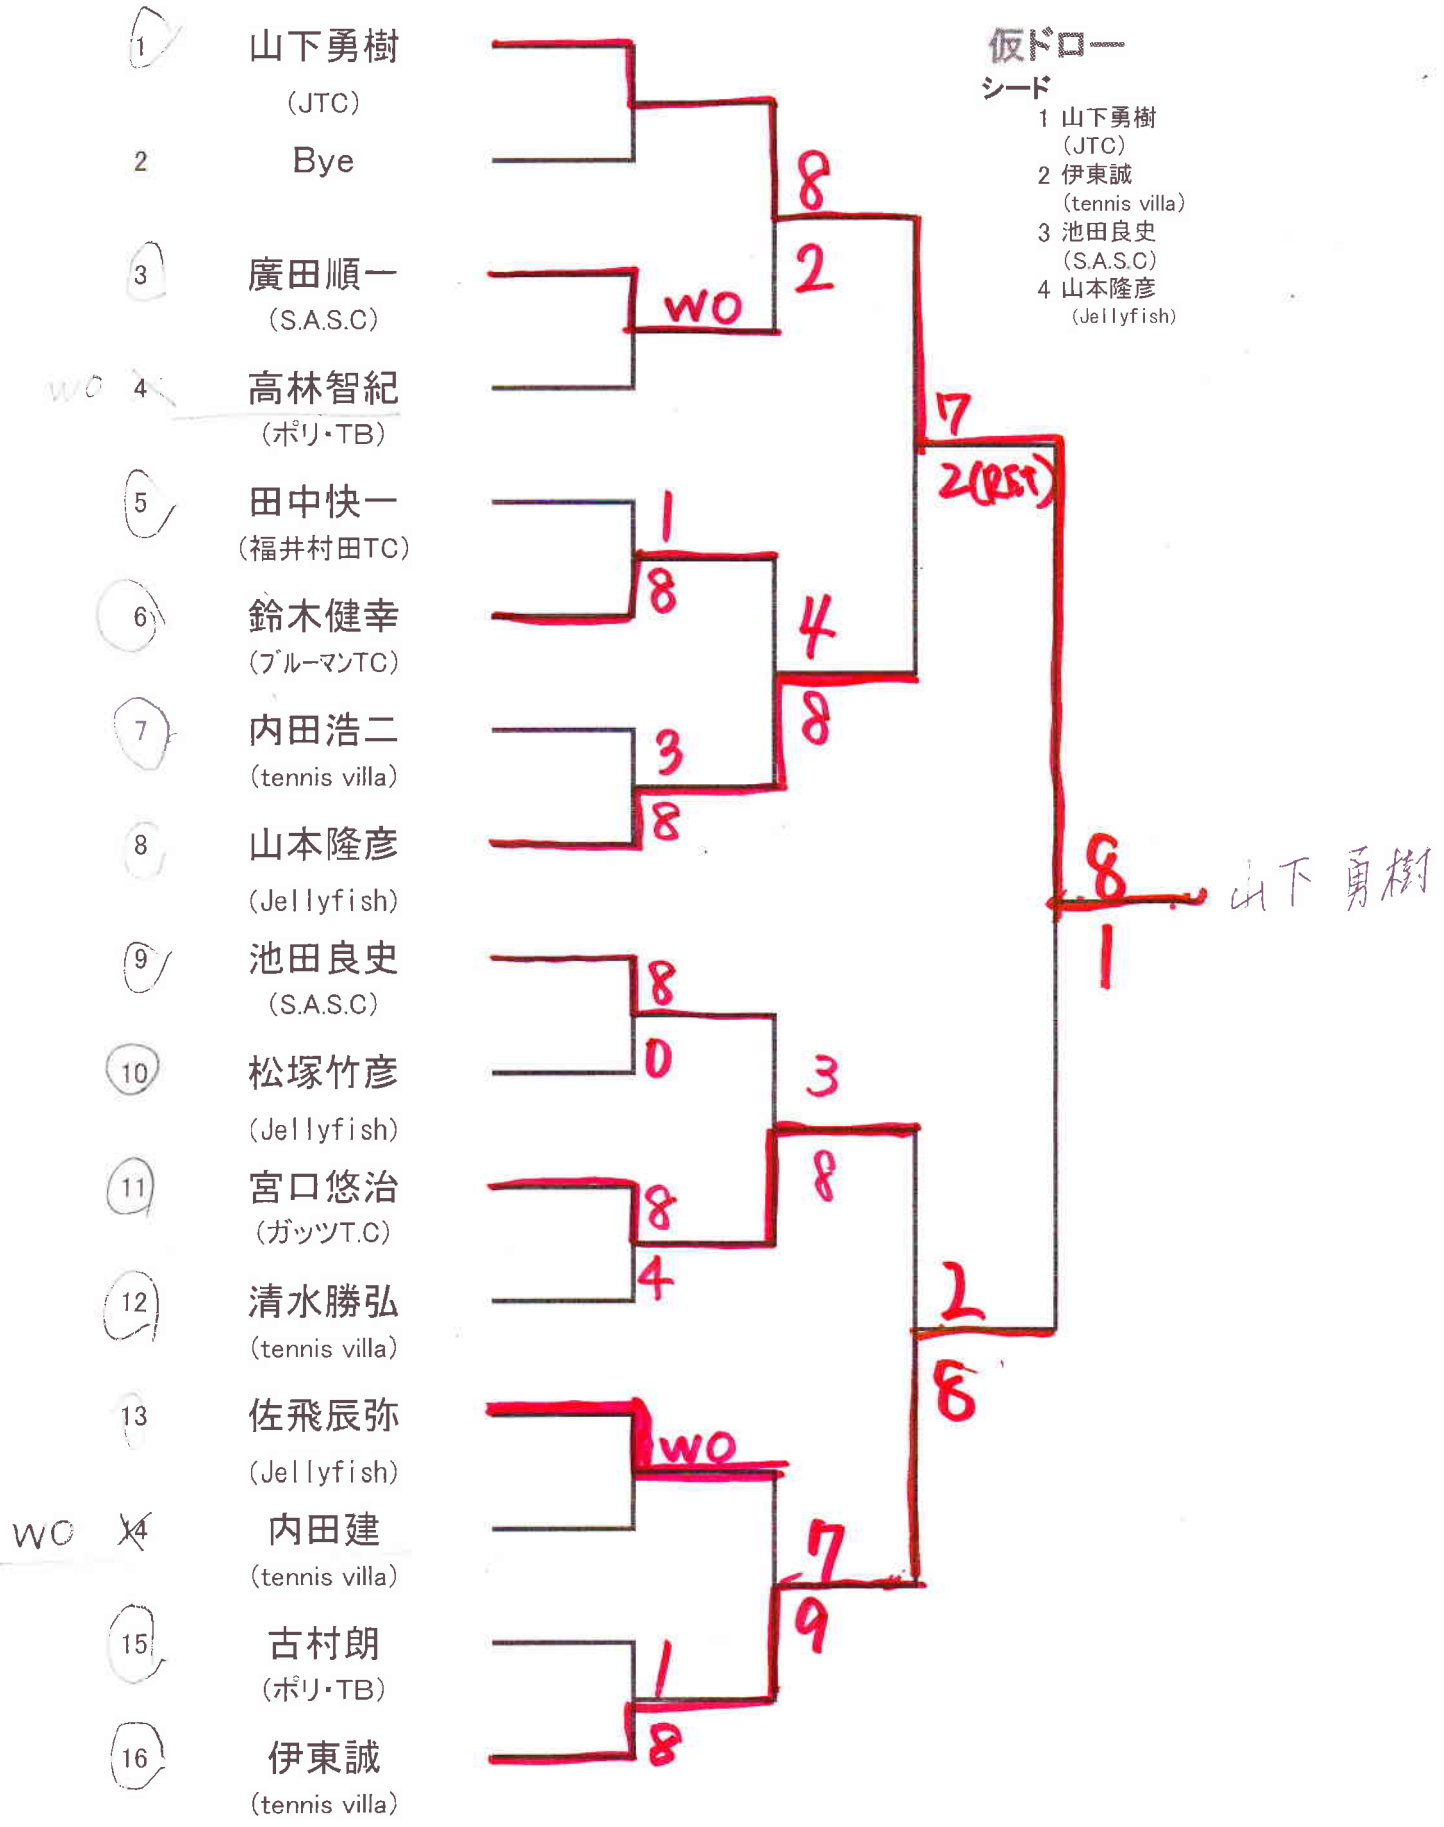 仮ドロー
シード
1 山下勇樹
(JTC)
2 伊東誠
(tennis villa)
3 池田良史
(S.A.S.C)
4 山本隆彦
(Jellyfish)
1 山下勇樹
(JTC)
2 Bye
8
2
3 廣田順一
(S.A.S.C)
WO
WO 4 高林智紀
(ポリ・TB)
7
2(RET)
5 田中快一
(福井村田TC)
1
8
6 鈴木健幸
(ブルーマンTC)
4
8
7 内田浩二
(tennis villa)
3
8
8 山本隆彦
(Jellyfish)
8
1
山下 勇樹
9 池田良史
(S.A.S.C)
8
0
10 松塚竹彦
(Jellyfish)
3
8
11 宮口悠治
(ガッツT.C)
8
4
12 清水勝弘
(tennis villa)
2
8
13 佐飛辰弥
(Jellyfish)
WO
WO 14 内田建
(tennis villa)
7
9
15 古村朗
(ポリ・TB)
1
8
16 伊東誠
(tennis villa)